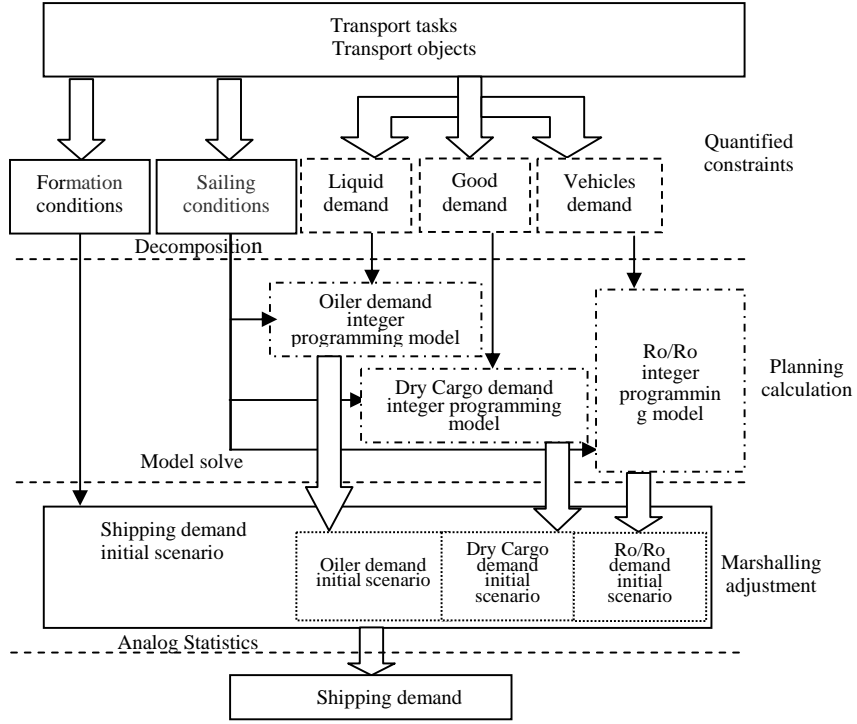 Transport tasks
Transport objects
Quantified
constraints
Formation
conditions
Sailing
conditions
Liquid
demand
Good
demand
Vehicles
demand
Decomposition
Oiler demand
integer
programming model
Ro/Ro
integer
programmin
g model
Planning
calculation
Dry Cargo demand
integer programming
model
Model solve
Shipping demand
initial scenario
Oiler demand
initial scenario
Dry Cargo
demand
initial
scenario
Ro/Ro
demand
initial
scenario
Marshalling
adjustment
Analog Statistics
Shipping demand